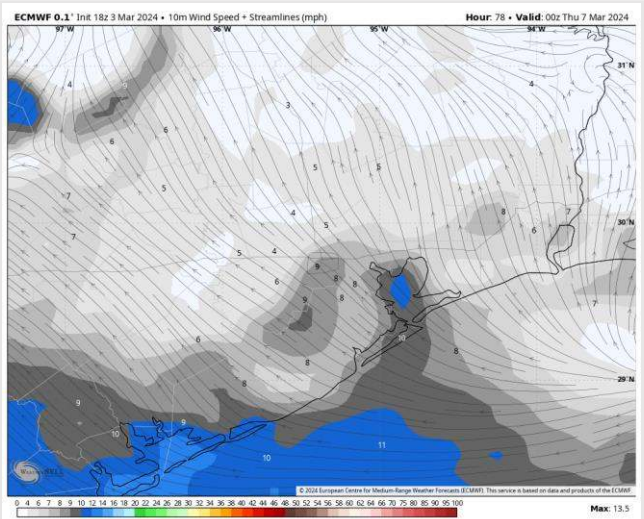 ECMWF 0.1° Init 18z 3 Mar 2024 • 10m Wind Speed + Streamlines (mph) Hour: 78 • Valid: 00z Thu 7 Mar 2024
97°W 96°W 95°W 94°W
31°N
4 4
3
6 6
5 5
5
7 4 8 7
5 30°N
7 6
5 4
9 8
6 8
9 8 7
6 10
8 8
29°N
8
9 9
10 11
10
WeatherBELL
© 2024 European Centre for Medium-Range Weather Forecasts (ECMWF). This service is based on data and products of the ECMWF.
0 4 6 7 8 9 10 12 14 16 18 20 22 24 26 28 30 32 34 36 38 40 42 44 46 48 50 52 54 56 58 60 62 64 66 68 70 75 80 85 90 95 100
Max: 13.5